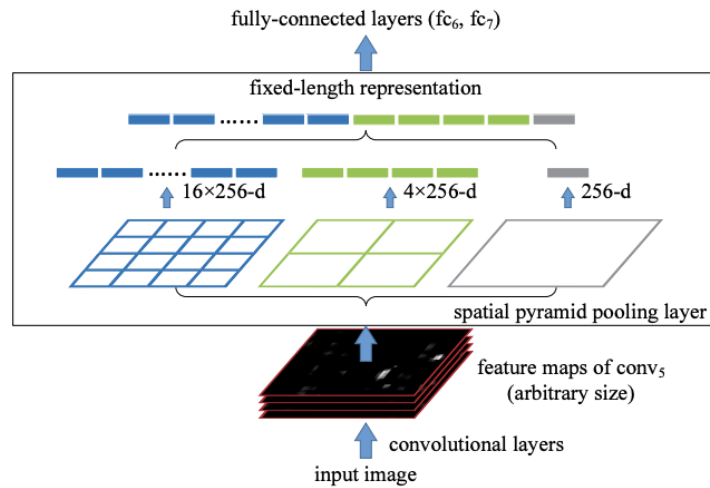 fully-connected layers (fc6, fc7)
fixed-length representation
......
......
16×256-d
4×256-d
256-d
spatial pyramid pooling layer
feature maps of conv5
(arbitrary size)
convolutional layers
input image